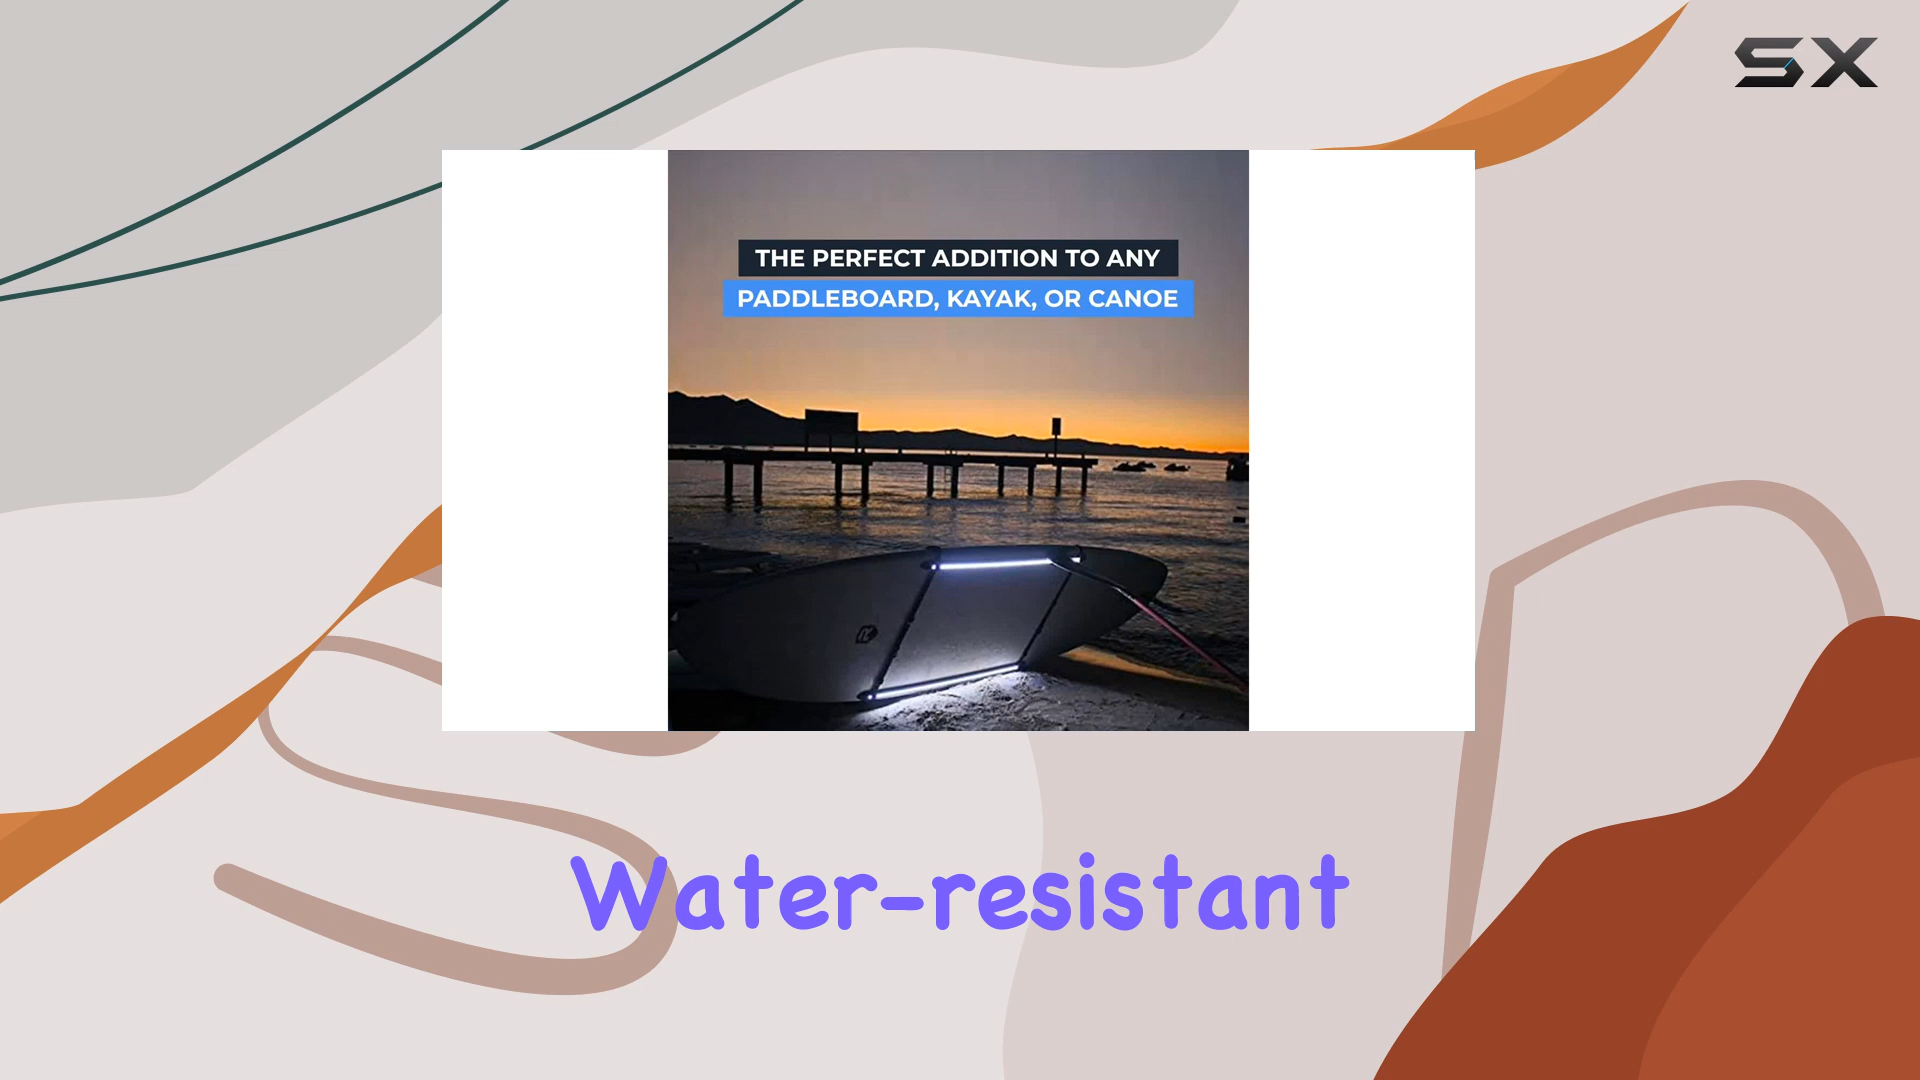 SX
THE PERFECT ADDITION TO ANY
PADDLEBOARD, KAYAK, OR CANOE
Water-resistant